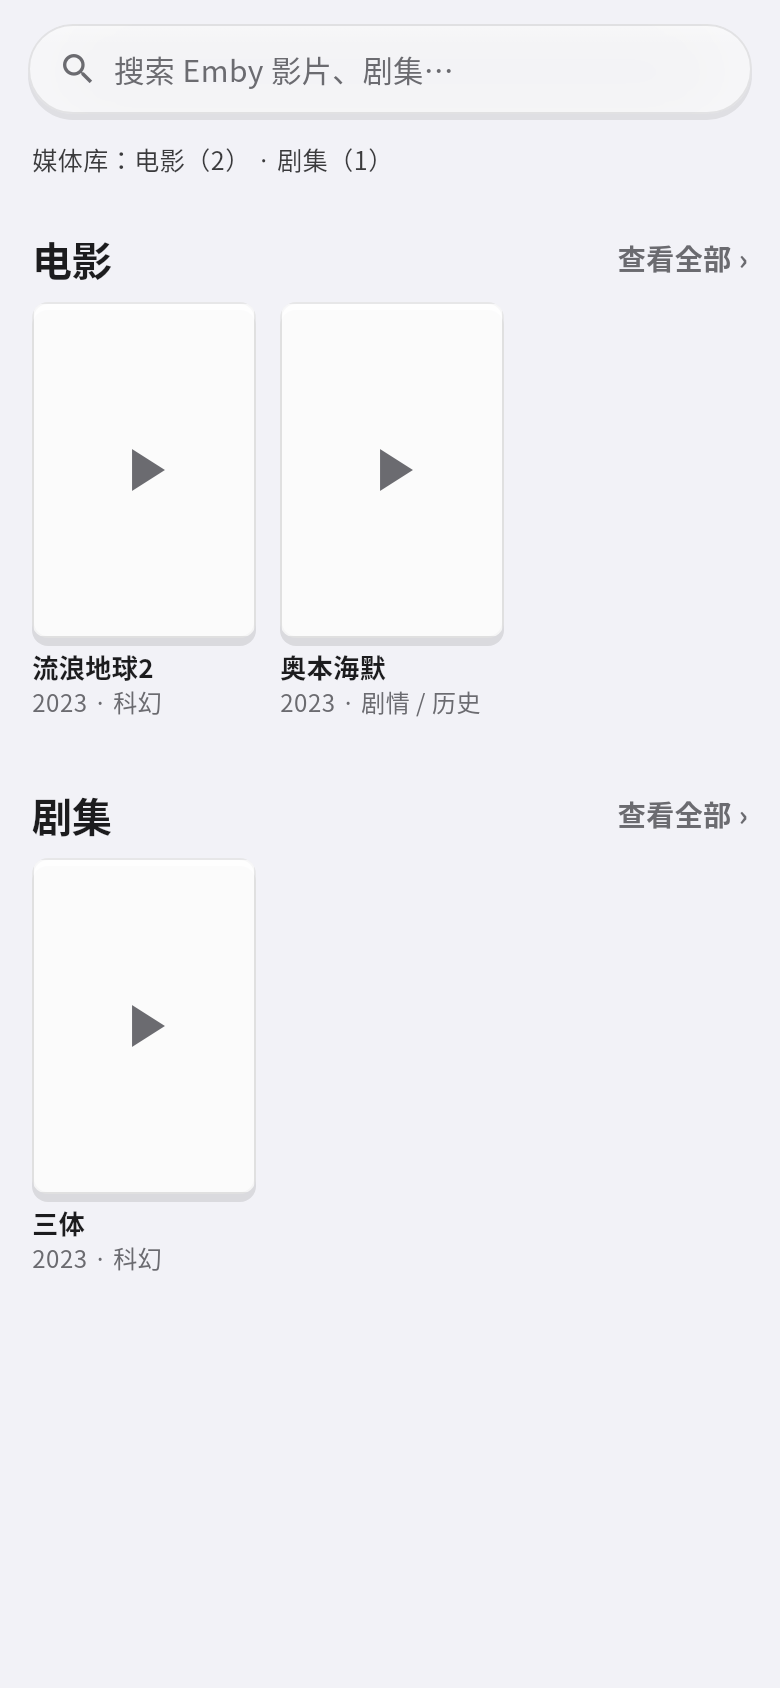 搜索 Emby 影片、剧集…
媒体库：电影（2） · 剧集（1）
电影
查看全部 ›
流浪地球2
2023 · 科幻
奥本海默
2023 · 剧情 / 历史
剧集
查看全部 ›
三体
2023 · 科幻